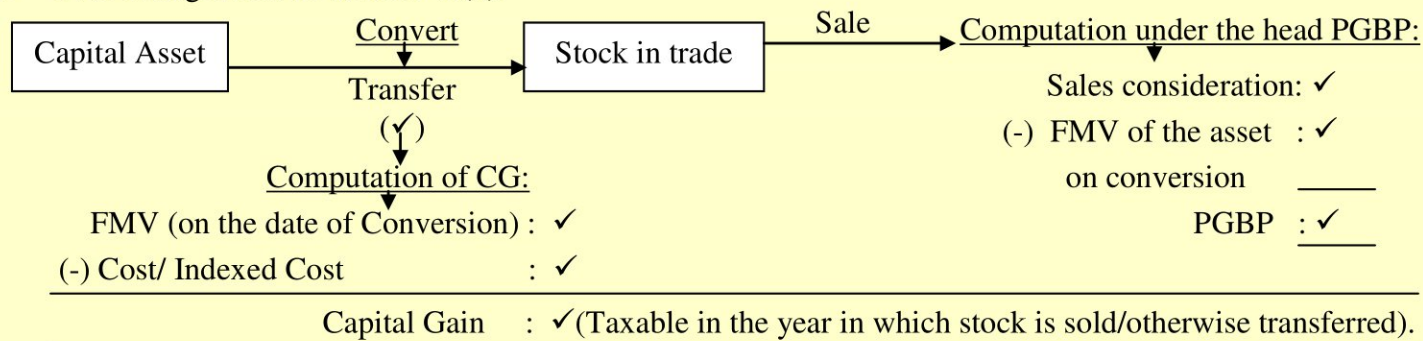 Capital Asset
Convert
Transfer
(✓)
Stock in trade
Sale
Computation under the head PGBP:
Sales consideration: ✓
(-) FMV of the asset : ✓
on conversion
PGBP : ✓
Computation of CG:
FMV (on the date of Conversion) : ✓
(-) Cost/ Indexed Cost : ✓
Capital Gain : ✓(Taxable in the year in which stock is sold/otherwise transferred).